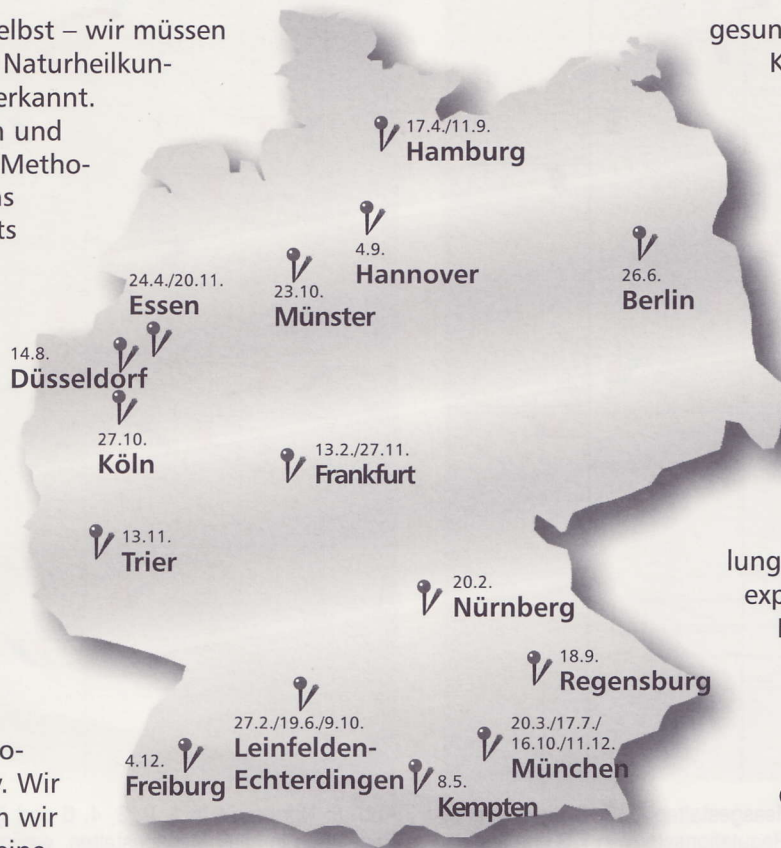 elbst – wir müssen
Naturheilkun-
erkannt.
und
Metho-
gesun
17.4./11.9.
Hamburg
4.9.
Hannover
23.10.
Münster
26.6.
Berlin
24.4./20.11.
Essen
14.8.
Düsseldorf
27.10.
Köln
13.2./27.11.
Frankfurt
13.11.
Trier
20.2.
Nürnberg
18.9.
Regensburg
27.2./19.6./9.10.
Leinfelden-
Echterdingen
20.3./17.7./
16.10./11.12.
München
4.12.
Freiburg
8.5.
Kempten
lung
exp
o-
. Wir
wir